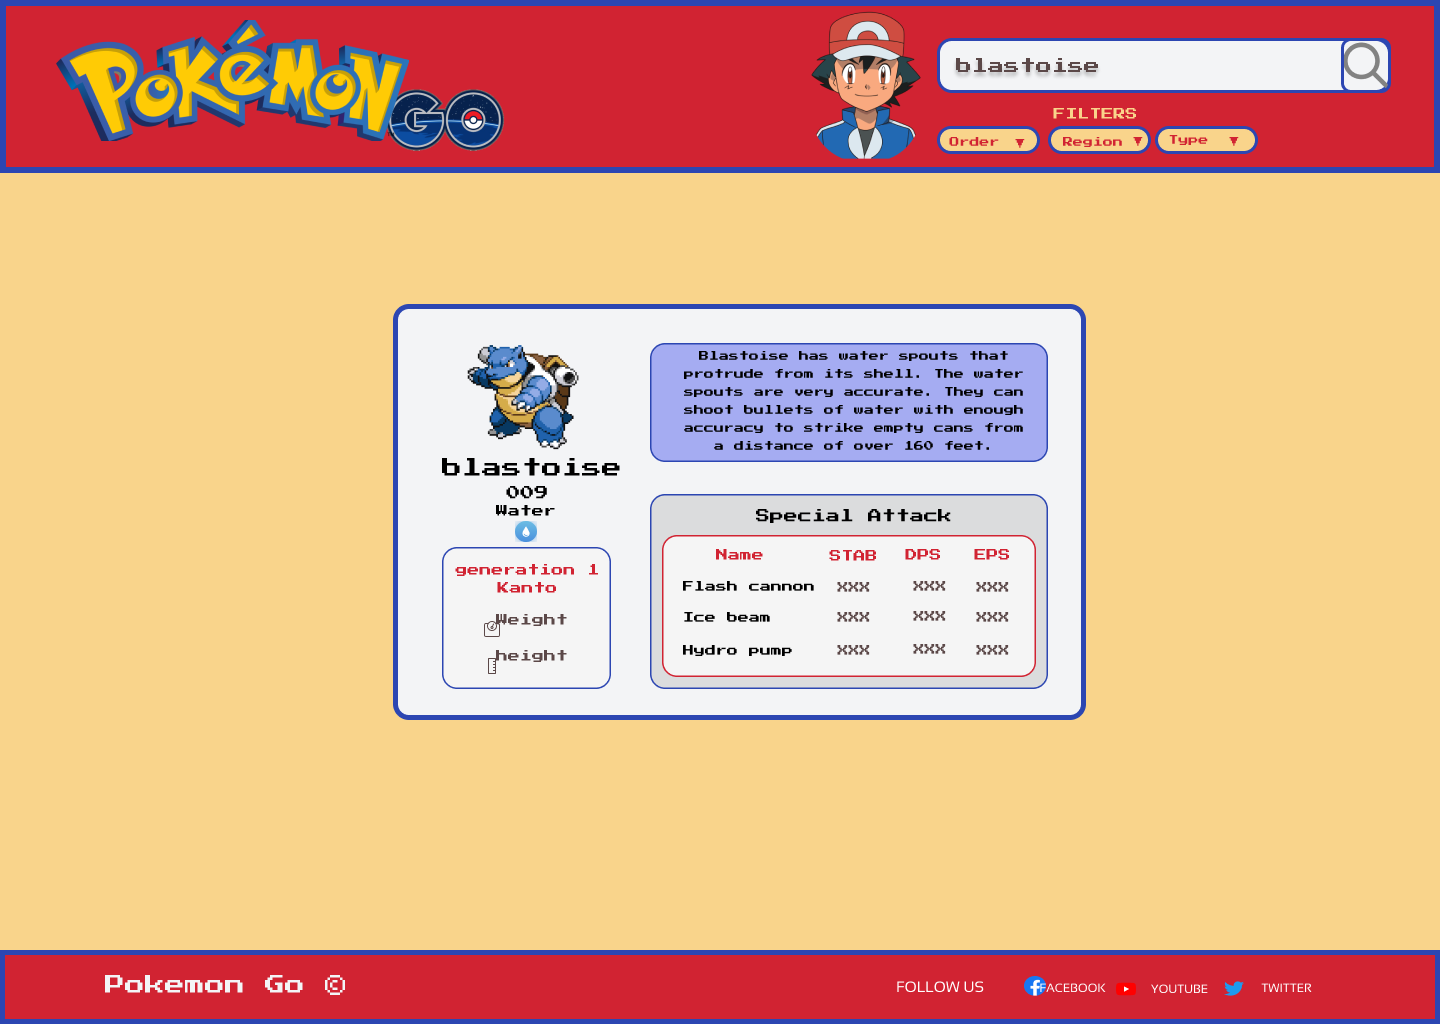 POKéMON GO
blastoise
FILTERS
Order ▼ Region ▼ Type ▼
Blastoise has water spouts that
protrude from its shell. The water
spouts are very accurate. They can
shoot bullets of water with enough
accuracy to strike empty cans from
a distance of over 160 feet.
blastoise
009
Water
generation 1
Kanto
Weight
height
Special Attack
Name STAB DPS EPS
Flash cannon XXX XXX XXX
Ice beam XXX XXX XXX
Hydro pump XXX XXX XXX
Pokemon Go ©
FOLLOW US FACEBOOK YOUTUBE TWITTER